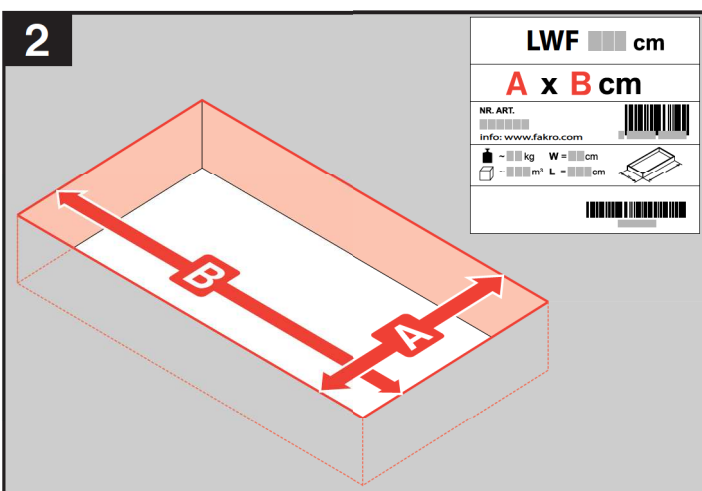 2
LWF cm
A x B cm
NR. ART.
info: www.fakro.com
~ kg W = cm
~ m³ L = cm
B
A